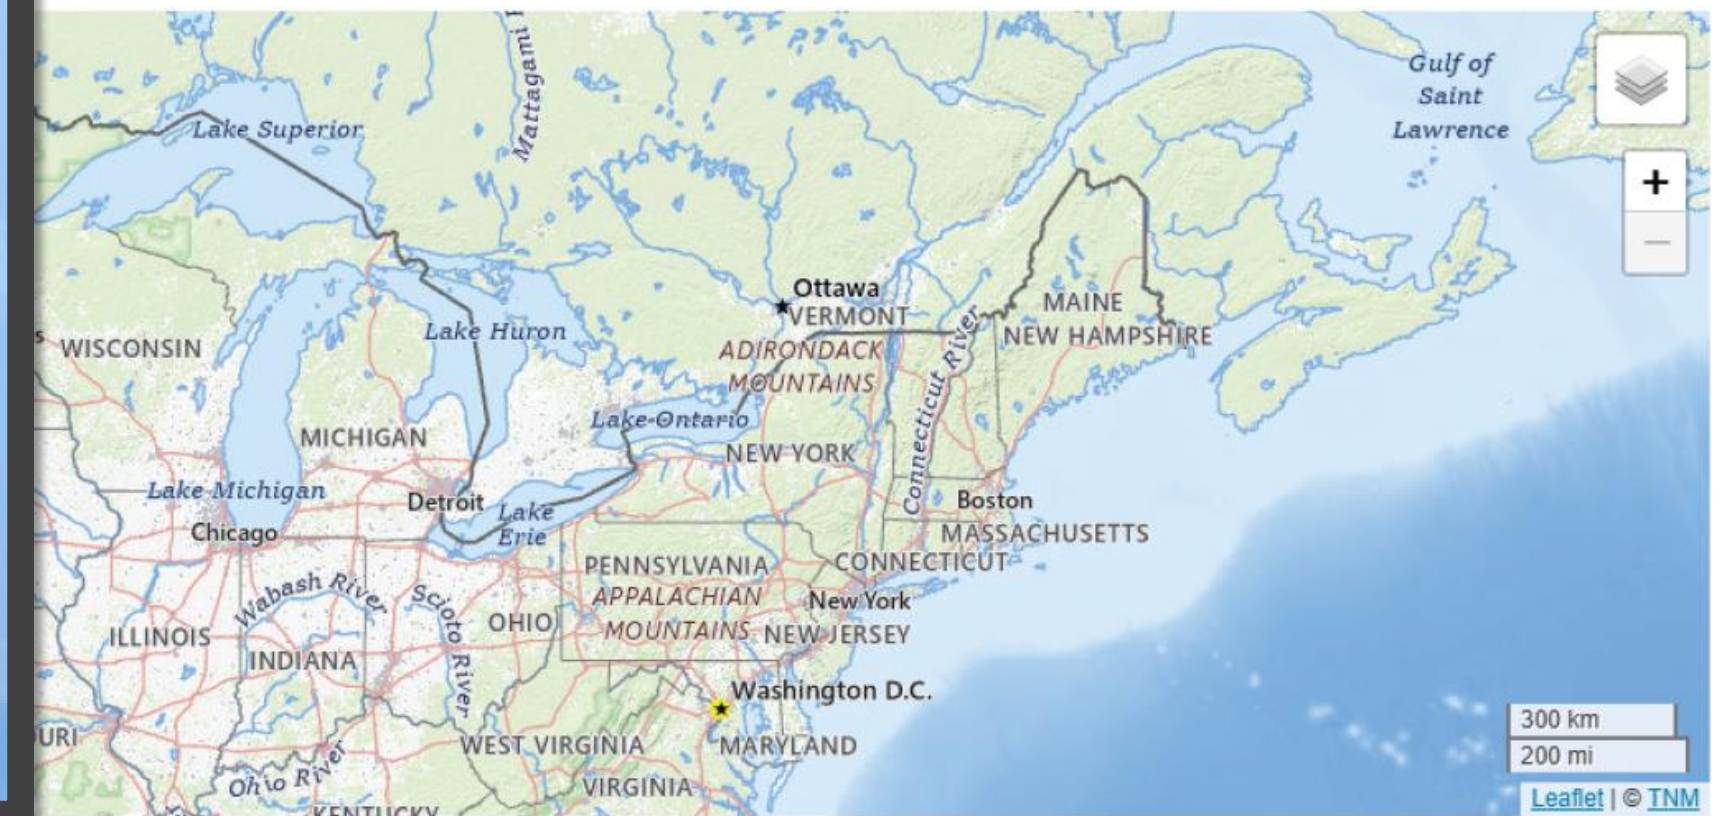 Mattagami
Gulf of
Saint
Lawrence
Lake Superior
+
−
Ottawa
VERMONT
MAINE
NEW HAMPSHIRE
Lake Huron
WISCONSIN
ADIRONDACK
MOUNTAINS
Connecticut River
Lake Ontario
MICHIGAN
NEW YORK
Lake Michigan
Detroit
Lake
Erie
Boston
Chicago
MASSACHUSETTS
PENNSYLVANIA
CONNECTICUT
Wabash River
Scioto River
APPALACHIAN
MOUNTAINS
New York
OHIO
ILLINOIS
NEW JERSEY
INDIANA
Washington D.C.
300 km
URI
WEST VIRGINIA
MARYLAND
200 mi
Ohio River
VIRGINIA
Leaflet | © TNM
KENTUCKY